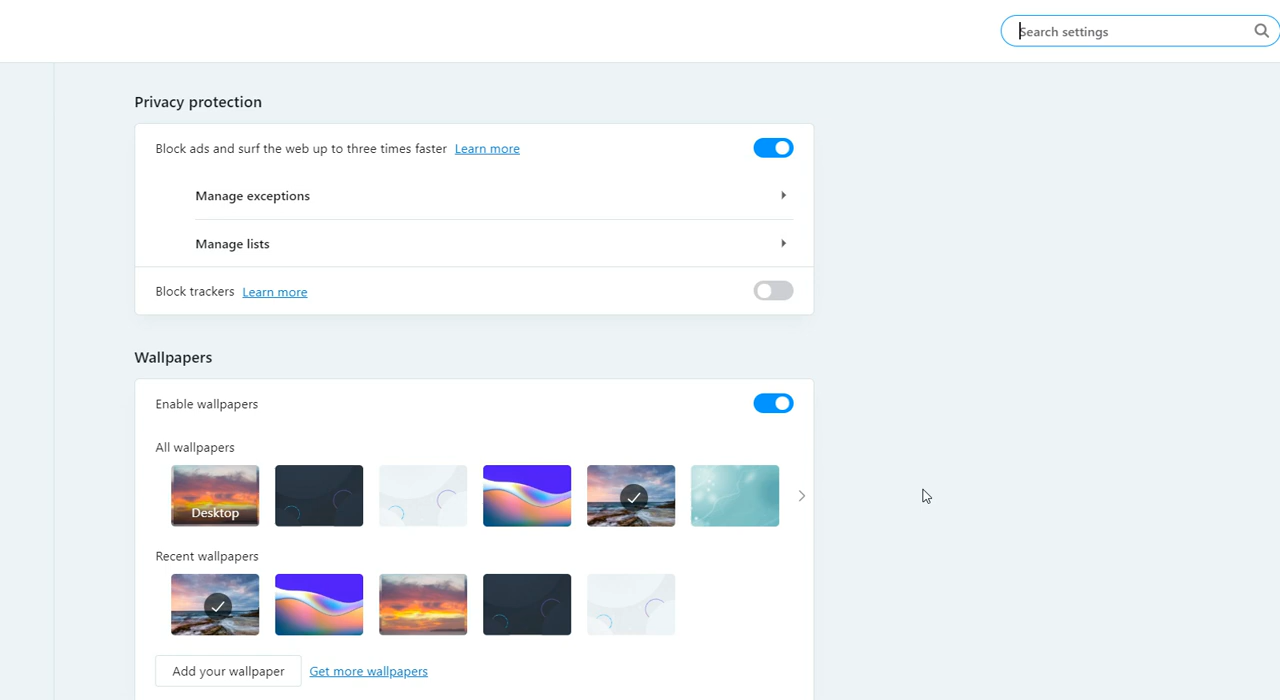 Search settings
Privacy protection
Block ads and surf the web up to three times faster Learn more
Manage exceptions
Manage lists
Block trackers Learn more
Wallpapers
Enable wallpapers
All wallpapers
Desktop
Recent wallpapers
Add your wallpaper Get more wallpapers